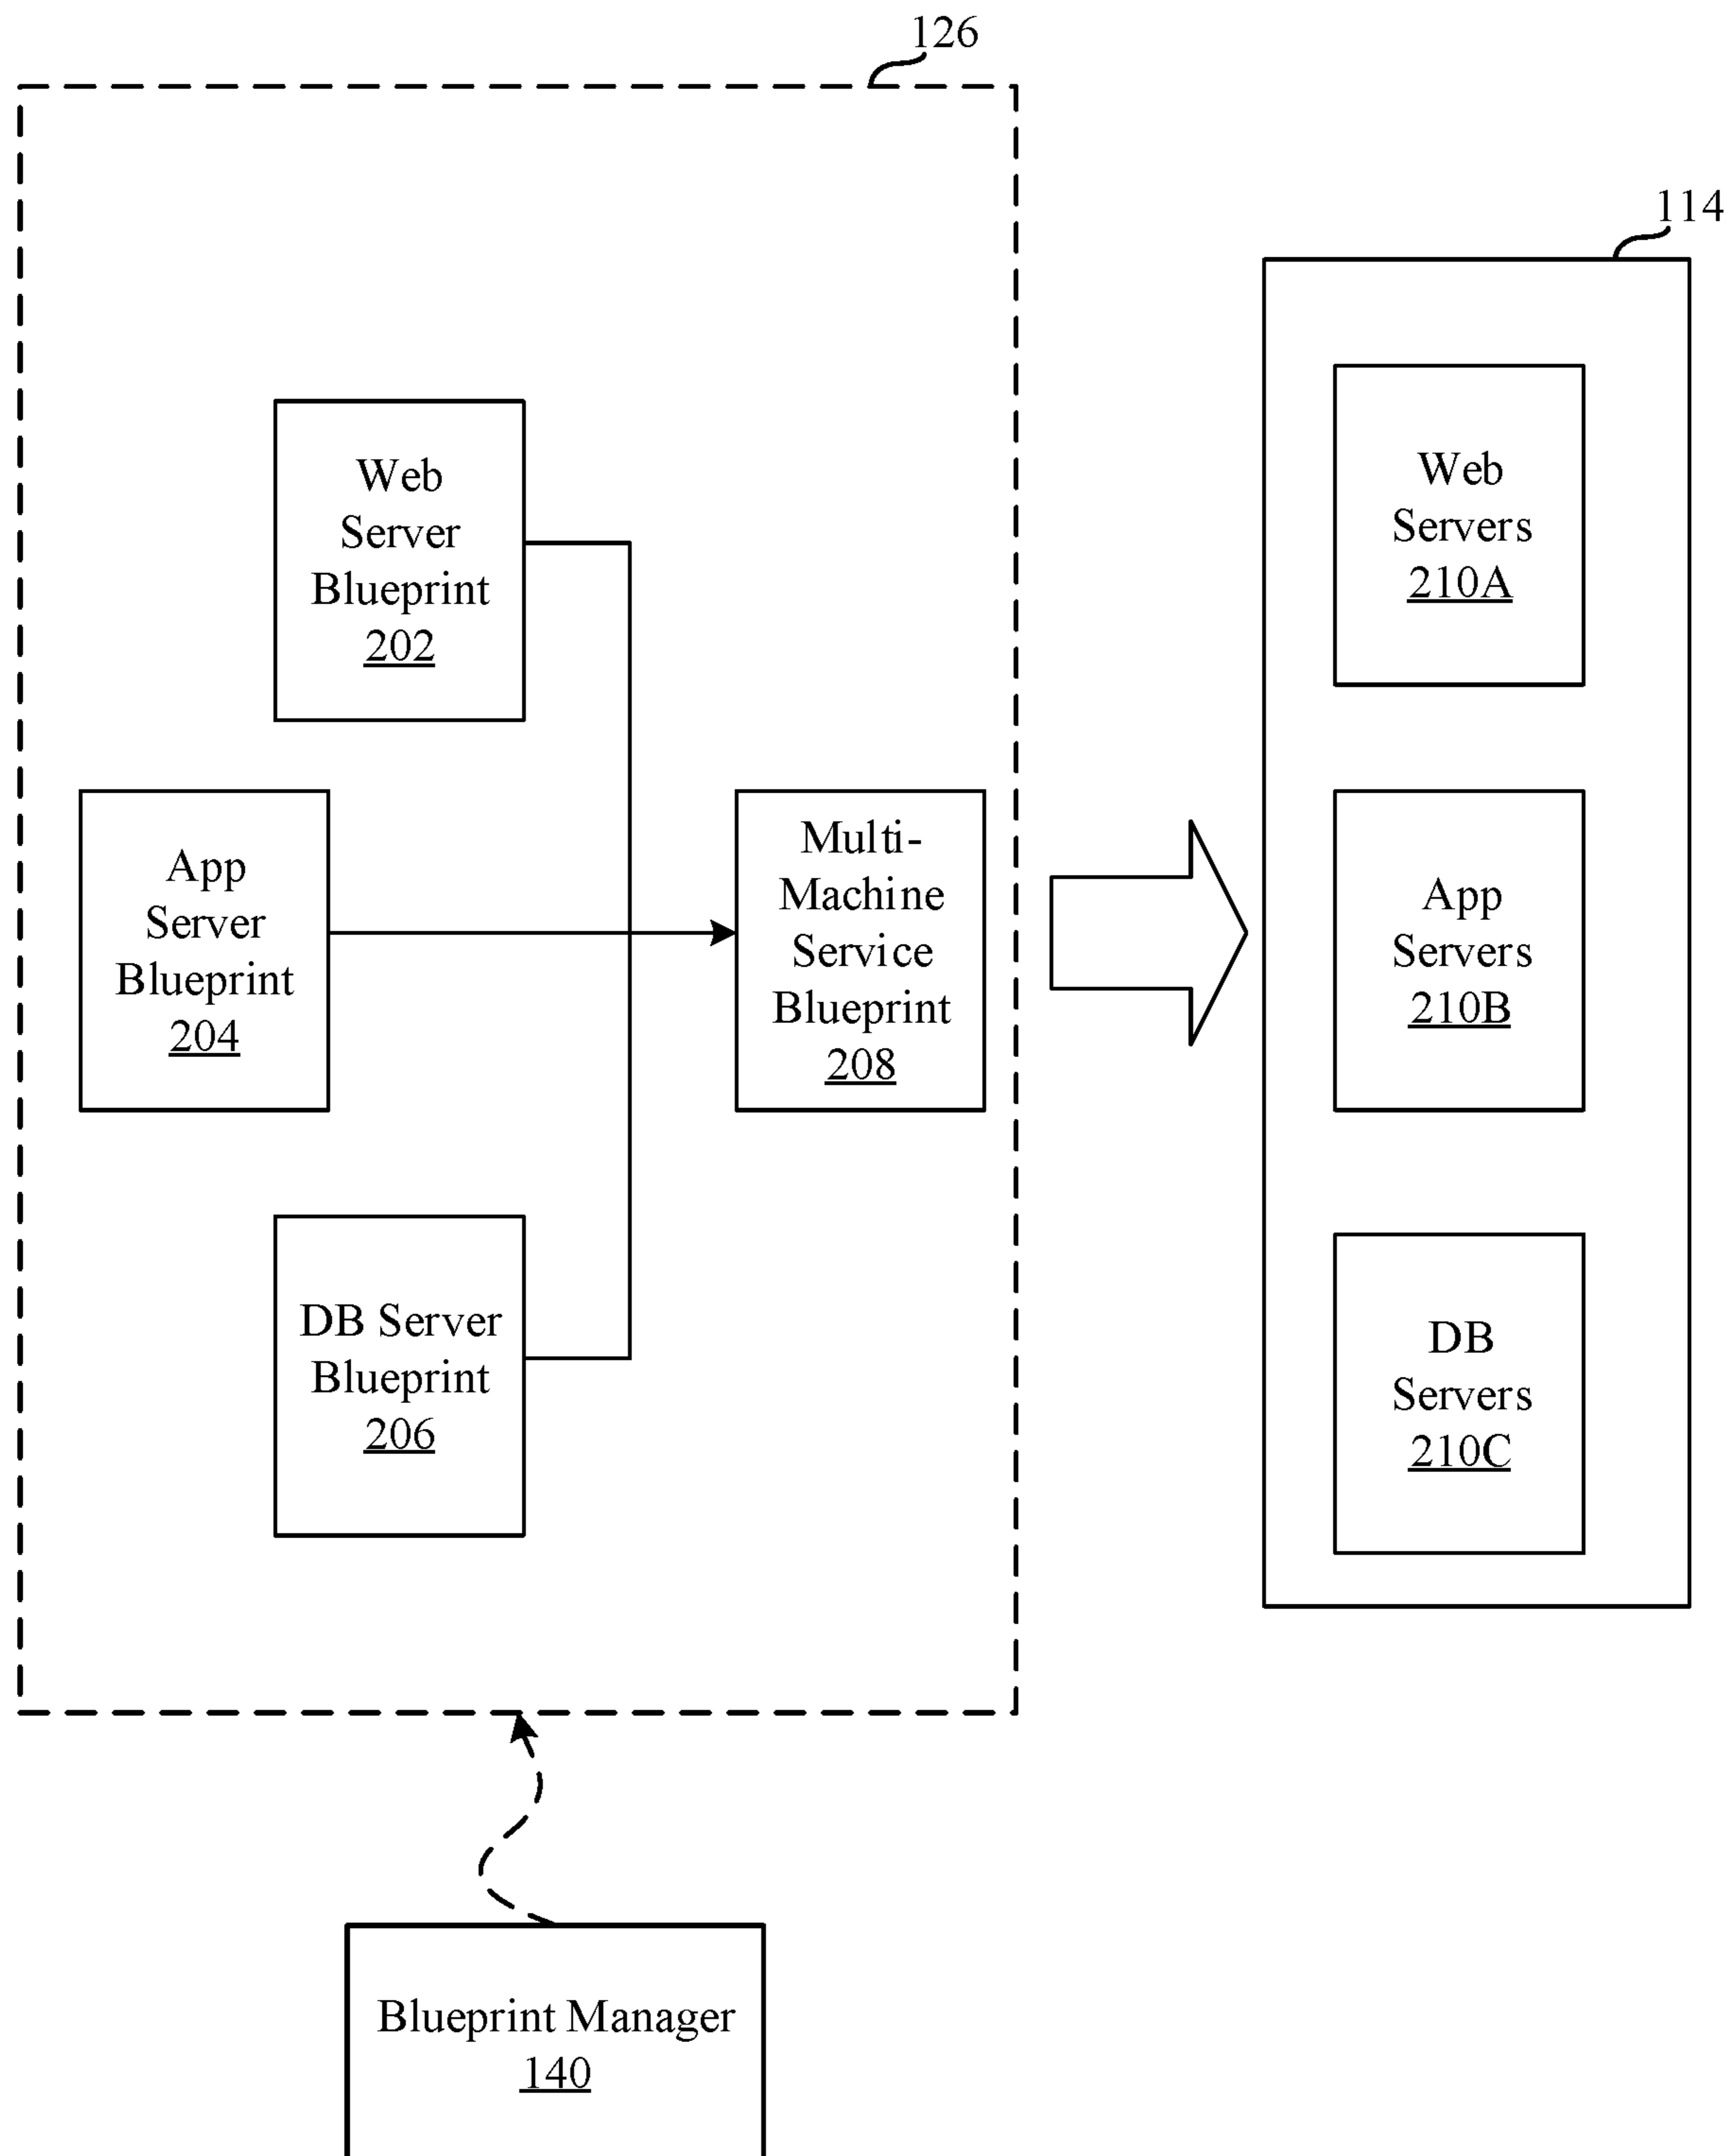 126
114
Web
Server
Blueprint
202
App
Server
Blueprint
204
DB Server
Blueprint
206
Multi-
Machine
Service
Blueprint
208
Web
Servers
210A
App
Servers
210B
DB
Servers
210C
Blueprint Manager
140